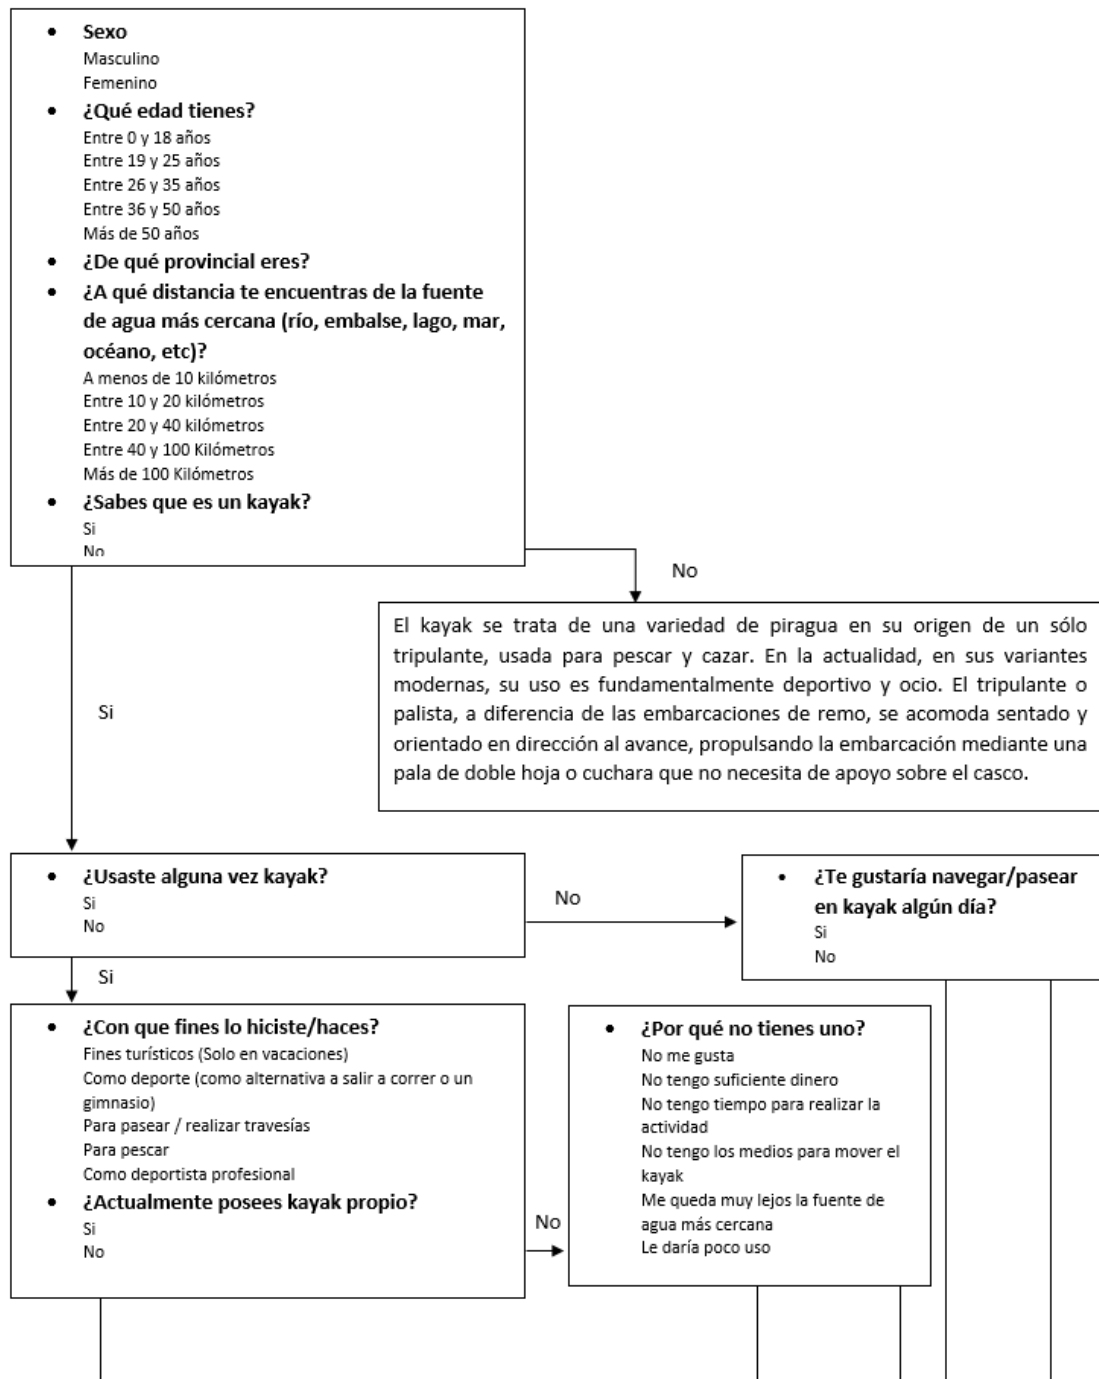 • Sexo
Masculino
Femenino
• ¿Qué edad tienes?
Entre 0 y 18 años
Entre 19 y 25 años
Entre 26 y 35 años
Entre 36 y 50 años
Más de 50 años
• ¿De qué provincial eres?
• ¿A qué distancia te encuentras de la fuente
de agua más cercana (río, embalse, lago, mar,
océano, etc)?
A menos de 10 kilómetros
Entre 10 y 20 kilómetros
Entre 20 y 40 kilómetros
Entre 40 y 100 Kilómetros
Más de 100 Kilómetros
• ¿Sabes que es un kayak?
Si
No
No
El kayak se trata de una variedad de piragua en su origen de un sólo
tripulante, usada para pescar y cazar. En la actualidad, en sus variantes
modernas, su uso es fundamentalmente deportivo y ocio. El tripulante o
palista, a diferencia de las embarcaciones de remo, se acomoda sentado y
orientado en dirección al avance, propulsando la embarcación mediante una
pala de doble hoja o cuchara que no necesita de apoyo sobre el casco.
Si
• ¿Usaste alguna vez kayak?
Si
No
No
• ¿Te gustaría navegar/pasear
en kayak algún día?
Si
No
Si
• ¿Con que fines lo hiciste/haces?
Fines turísticos (Solo en vacaciones)
Como deporte (como alternativa a salir a correr o un
gimnasio)
Para pasear / realizar travesías
Para pescar
Como deportista profesional
• ¿Actualmente posees kayak propio?
Si
No
No
• ¿Por qué no tienes uno?
No me gusta
No tengo suficiente dinero
No tengo tiempo para realizar la
actividad
No tengo los medios para mover el
kayak
Me queda muy lejos la fuente de
agua más cercana
Le daría poco uso